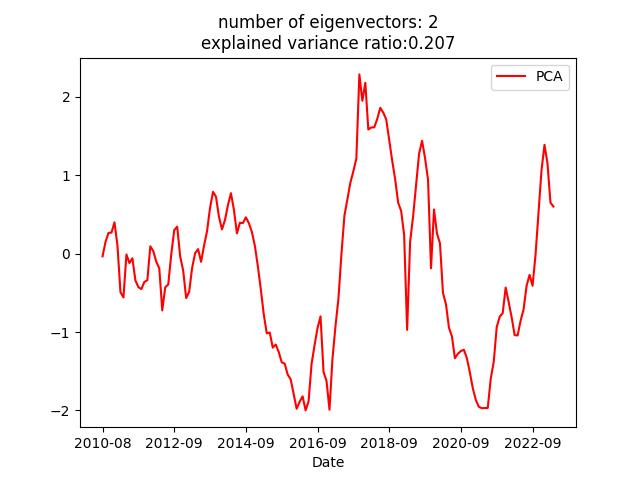 number of eigenvectors: 2
explained variance ratio:0.207
PCA
2
1
0
−1
−2
2010-08 2012-09 2014-09 2016-09 2018-09 2020-09 2022-09
Date